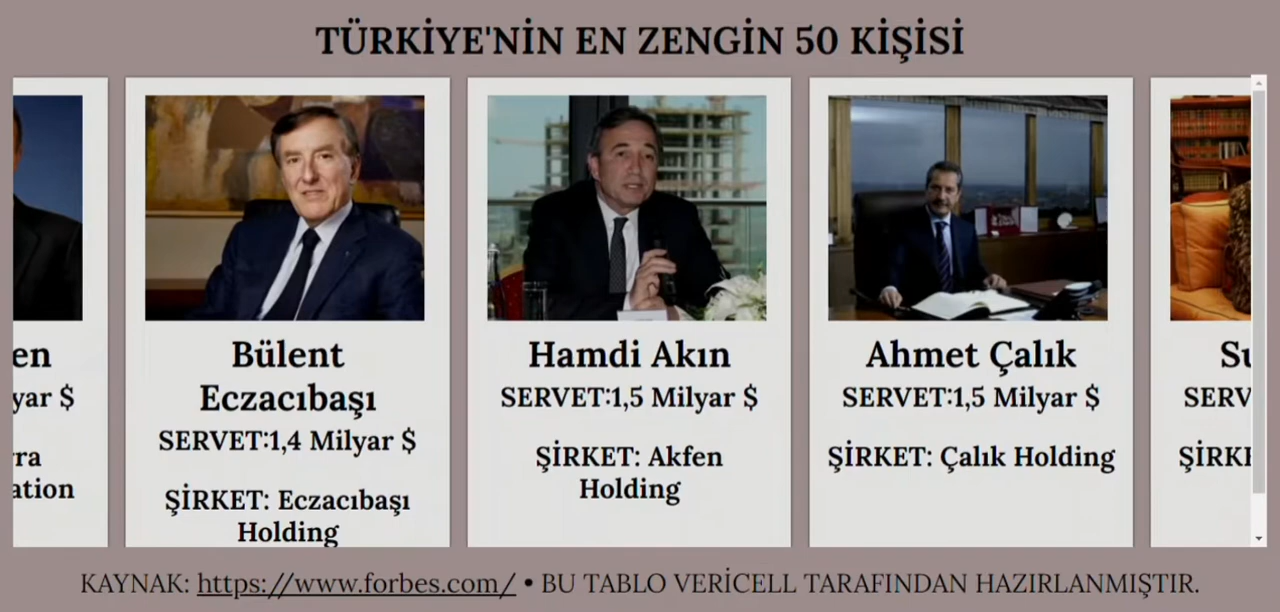 TÜRKİYE'NİN EN ZENGİN 50 KİŞİSİ
en
yar $
rra
ation
Bülent
Eczacıbaşı
SERVET:1,4 Milyar $
ŞİRKET: Eczacıbaşı
Holding
Hamdi Akın
SERVET:1,5 Milyar $
ŞİRKET: Akfen
Holding
Ahmet Çalık
SERVET:1,5 Milyar $
ŞİRKET: Çalık Holding
Su
SERV
ŞİRK
KAYNAK: https://www.forbes.com/ • BU TABLO VERİCELL TARAFINDAN HAZIRLANMIŞTIR.